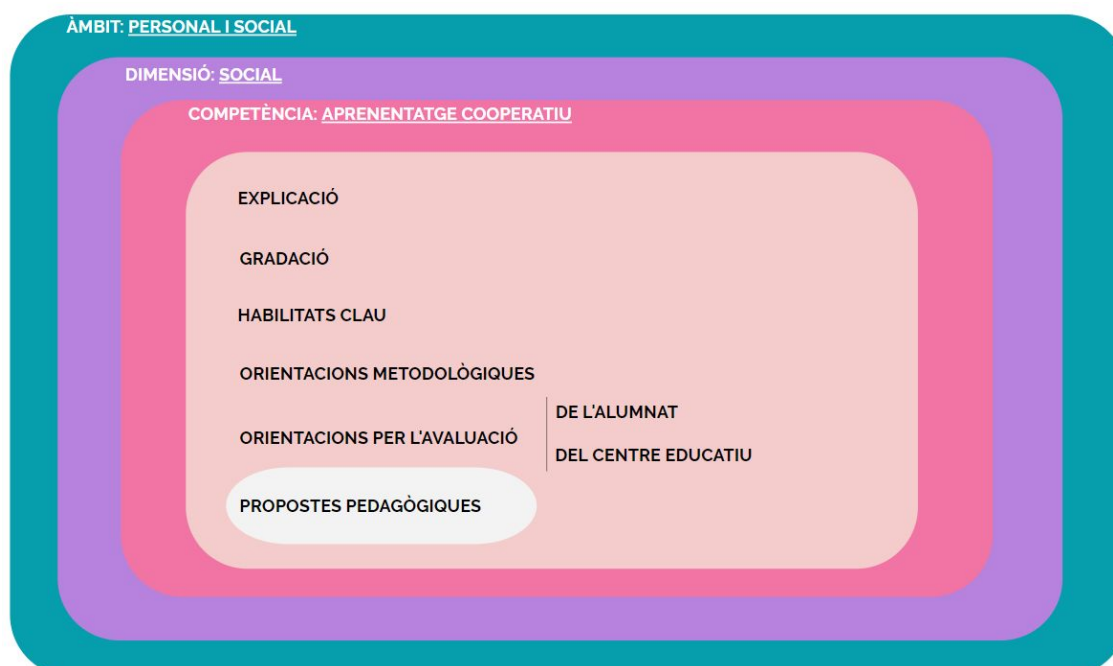 ÀMBIT: PERSONAL I SOCIAL
DIMENSIÓ: SOCIAL
COMPETÈNCIA: APRENENTATGE COOPERATIU
EXPLICACIÓ
GRADACIÓ
HABILITATS CLAU
ORIENTACIONS METODOLÒGIQUES
ORIENTACIONS PER L'AVALUACIÓ
DE L'ALUMNAT
DEL CENTRE EDUCATIU
PROPOSTES PEDAGÒGIQUES